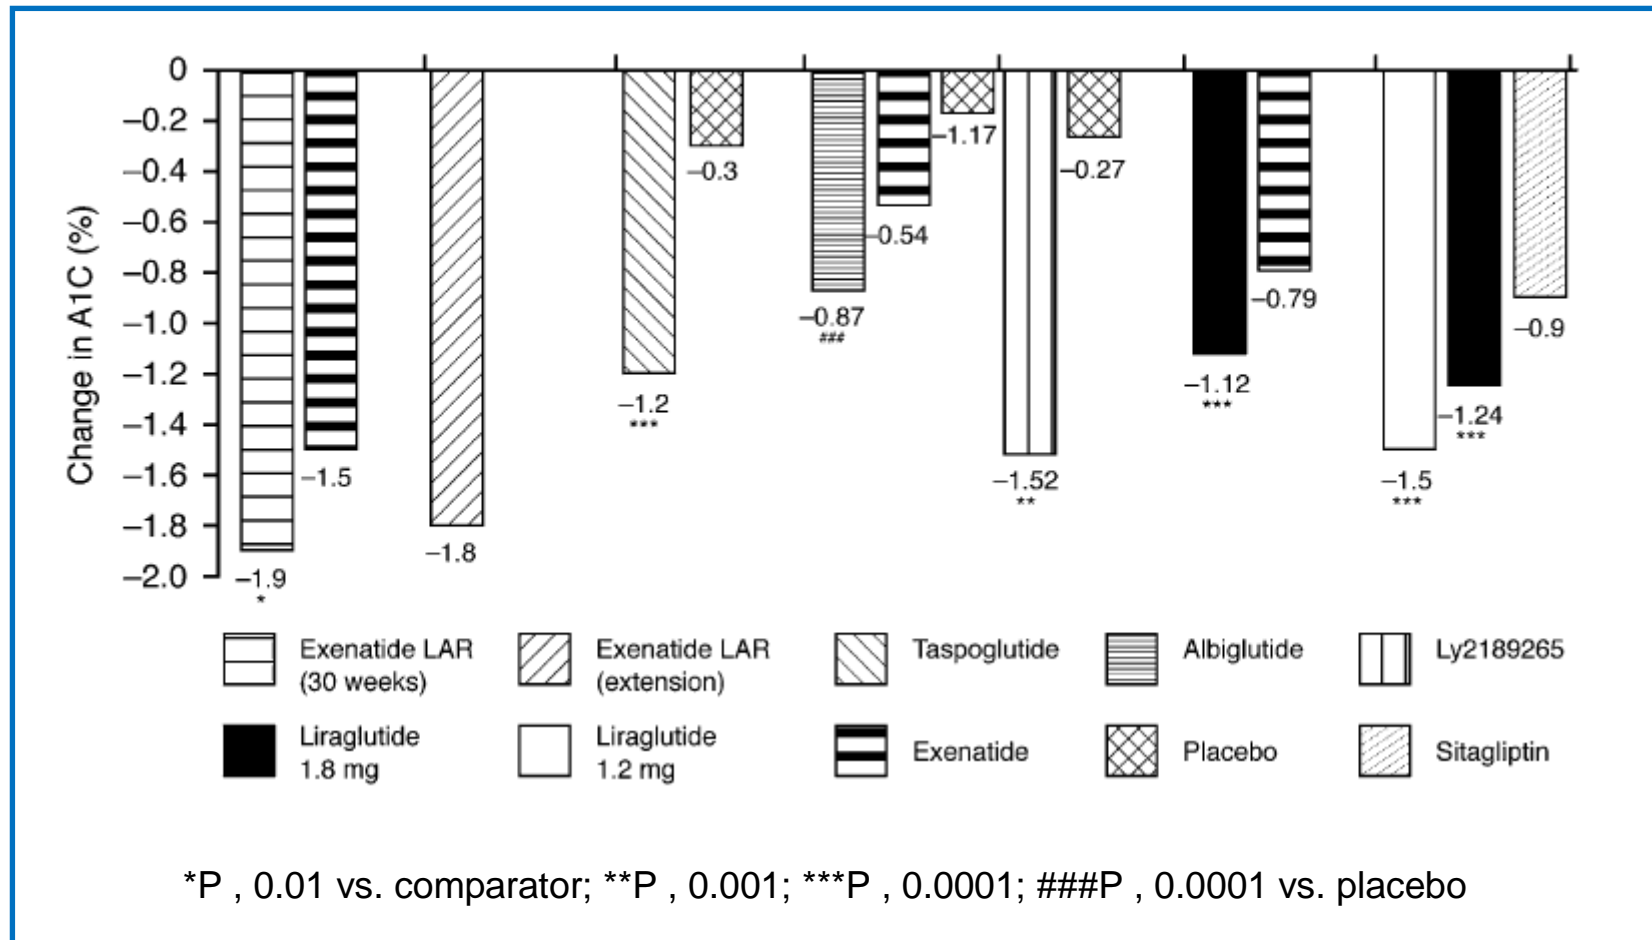 0
–0.2
–0.4
–0.6
–0.8
–1.0
–1.2
–1.4
–1.6
–1.8
–2.0
Change in A1C (%)
–1.9
*
–1.5
–1.8
–1.2
***
–0.3
–0.87
###
–0.54
–1.17
–1.52
**
–0.27
–1.12
***
–0.79
–1.5
***
–1.24
***
–0.9
Exenatide LAR
(30 weeks)
Exenatide LAR
(extension)
Taspoglutide
Albiglutide
Ly2189265
Liraglutide
1.8 mg
Liraglutide
1.2 mg
Exenatide
Placebo
Sitagliptin
*P , 0.01 vs. comparator; **P , 0.001; ***P , 0.0001; ###P , 0.0001 vs. placebo